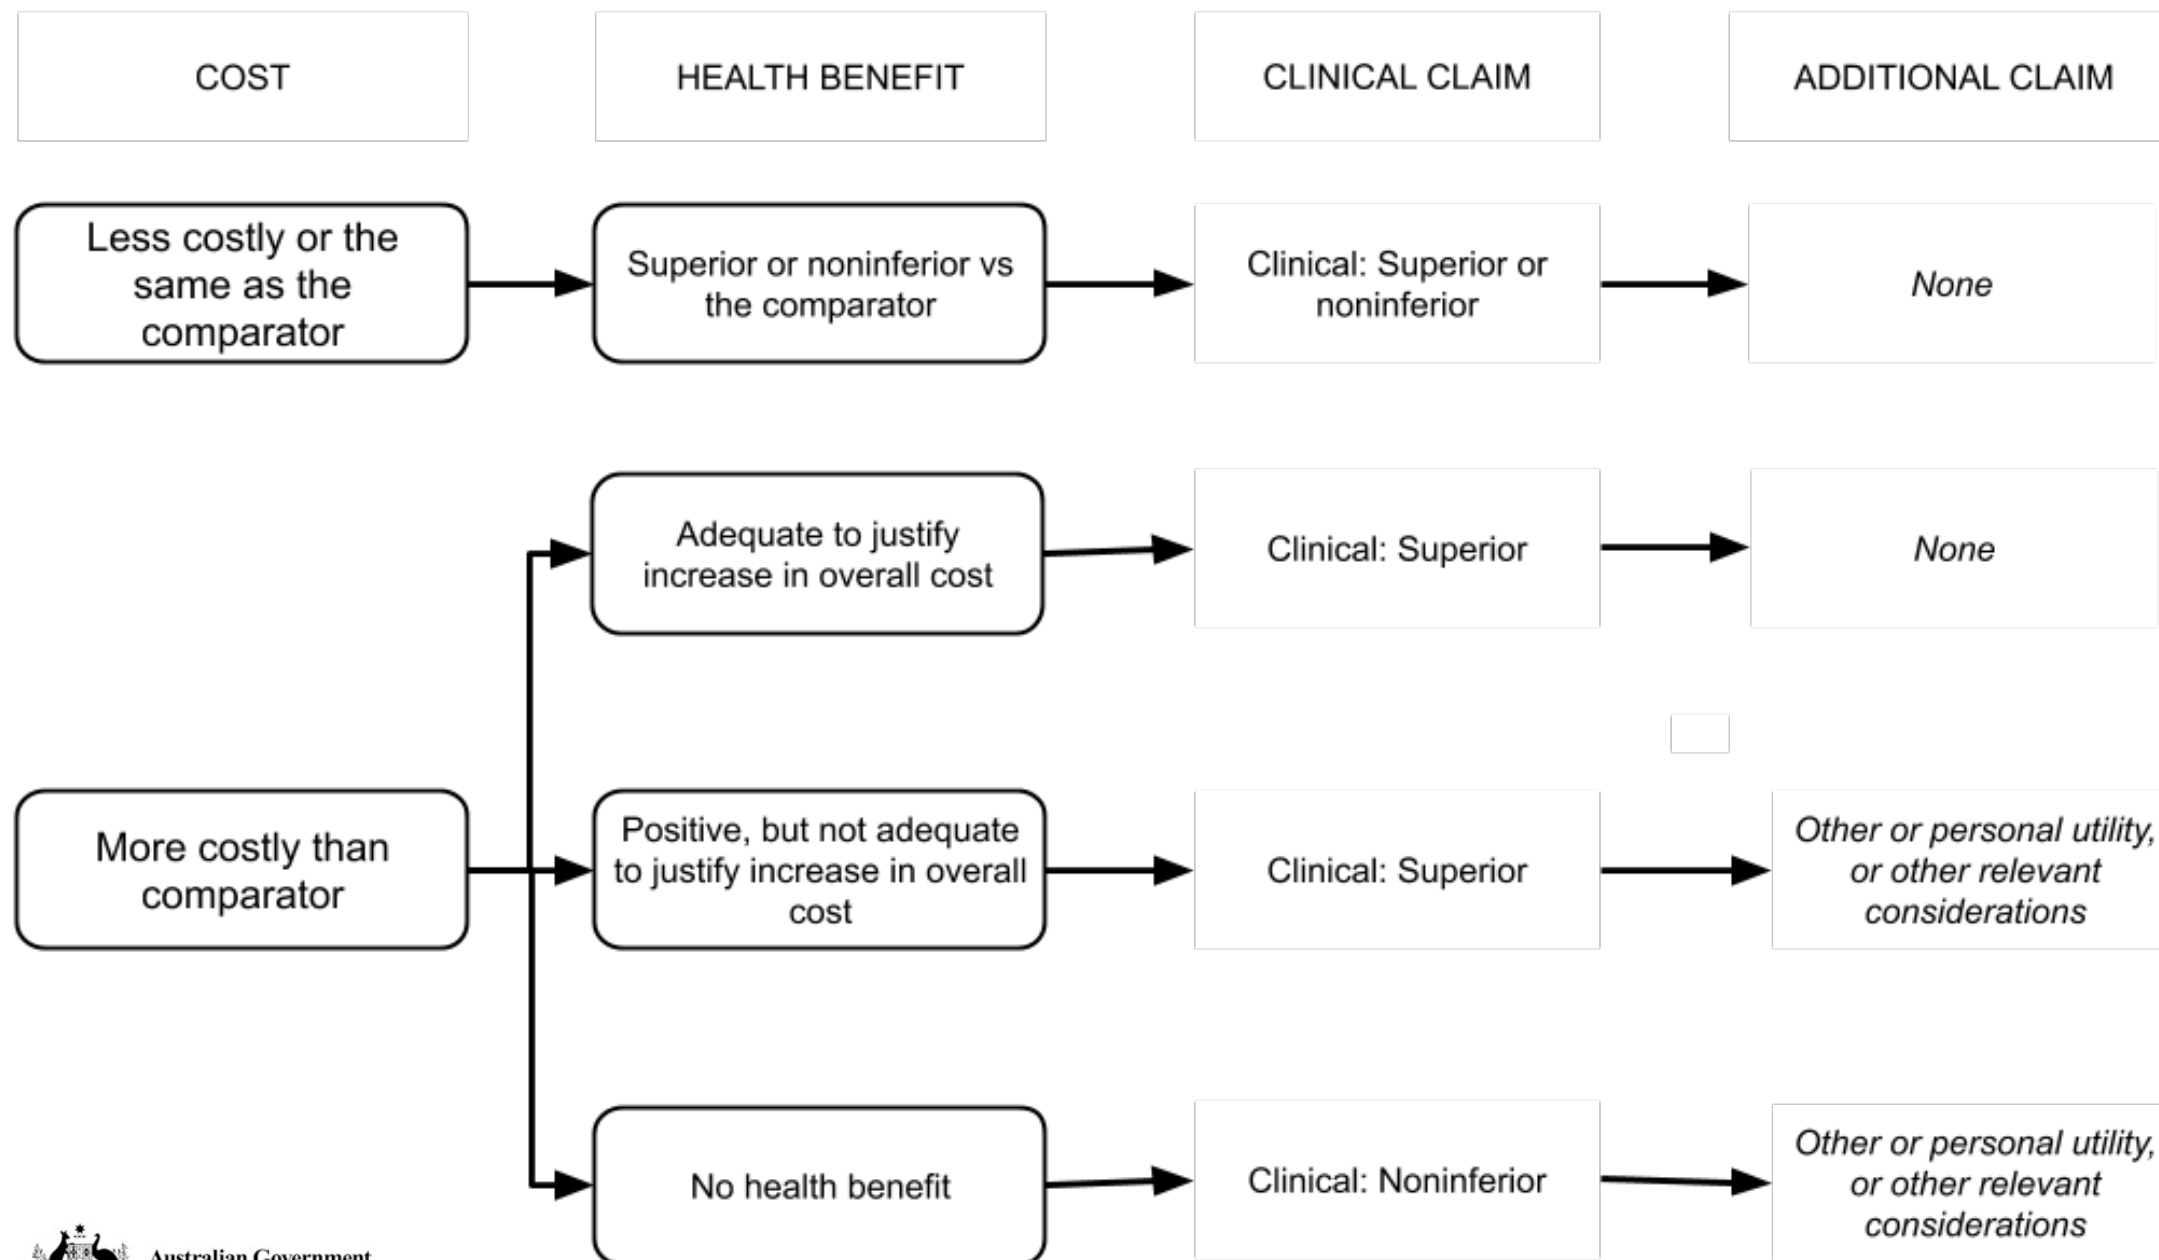 COST
HEALTH BENEFIT
CLINICAL CLAIM
ADDITIONAL CLAIM
Less costly or the
same as the
comparator
Superior or noninferior vs
the comparator
Clinical: Superior or
noninferior
None
Adequate to justify
increase in overall cost
Clinical: Superior
None
More costly than
comparator
Positive, but not adequate
to justify increase in overall
cost
Clinical: Superior
Other or personal utility,
or other relevant
considerations
No health benefit
Clinical: Noninferior
Other or personal utility,
or other relevant
considerations
Australian Government